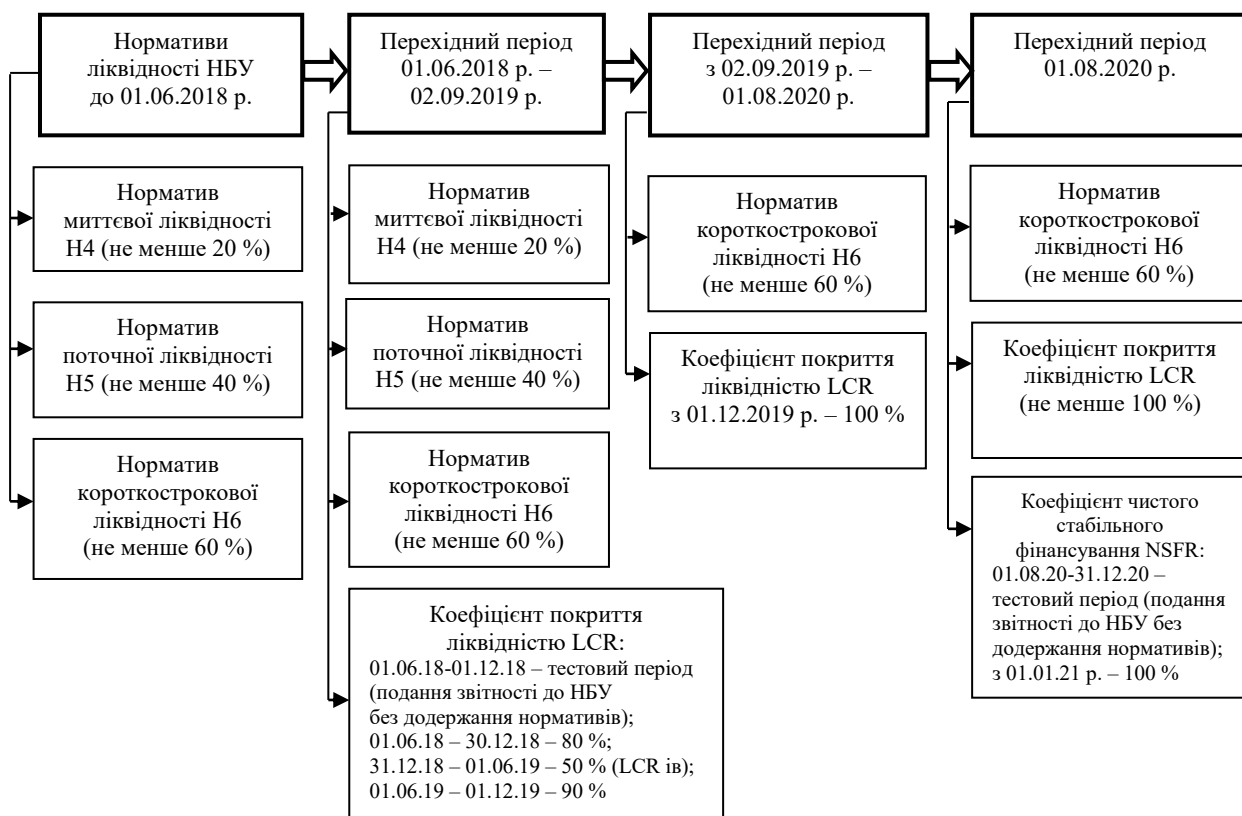 Нормативи
ліквідності НБУ
до 01.06.2018 р.
Перехідний період
01.06.2018 р. –
02.09.2019 р.
Перехідний період
з 02.09.2019 р. –
01.08.2020 р.
Перехідний період
01.08.2020 р.
Норматив
миттєвої ліквідності
Н4 (не менше 20 %)
Норматив
поточної ліквідності
Н5 (не менше 40 %)
Норматив
короткострокової
ліквідності Н6
(не менше 60 %)
Норматив
миттєвої ліквідності
Н4 (не менше 20 %)
Норматив
поточної ліквідності
Н5 (не менше 40 %)
Норматив
короткострокової
ліквідності Н6
(не менше 60 %)
Коефіцієнт покриття
ліквідністю LCR:
01.06.18-01.12.18 – тестовий період
(подання звітності до НБУ
без додержання нормативів);
01.06.18 – 30.12.18 – 80 %;
31.12.18 – 01.06.19 – 50 % (LCR ів);
01.06.19 – 01.12.19 – 90 %
Норматив
короткострокової
ліквідності Н6
(не менше 60 %)
Коефіцієнт покриття
ліквідністю LCR
з 01.12.2019 р. – 100 %
Норматив
короткострокової
ліквідності Н6
(не менше 60 %)
Коефіцієнт покриття
ліквідністю LCR
(не менше 100 %)
Коефіцієнт чистого
стабільного
фінансування NSFR:
01.08.20-31.12.20 –
тестовий період (подання
звітності до НБУ без
додержання нормативів);
з 01.01.21 р. – 100 %